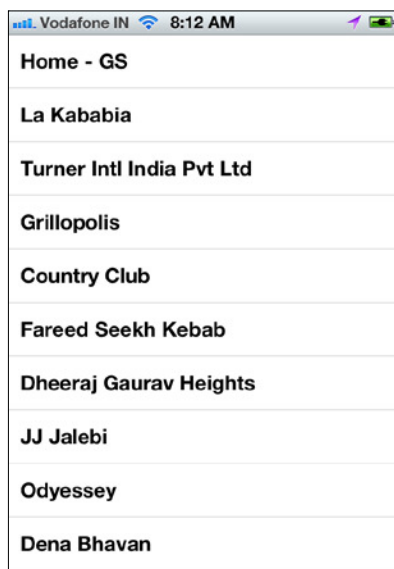 Vodafone IN 8:12 AM
Home - GS
La Kababia
Turner Intl India Pvt Ltd
Grillopolis
Country Club
Fareed Seekh Kebab
Dheeraj Gaurav Heights
JJ Jalebi
Odyessey
Dena Bhavan